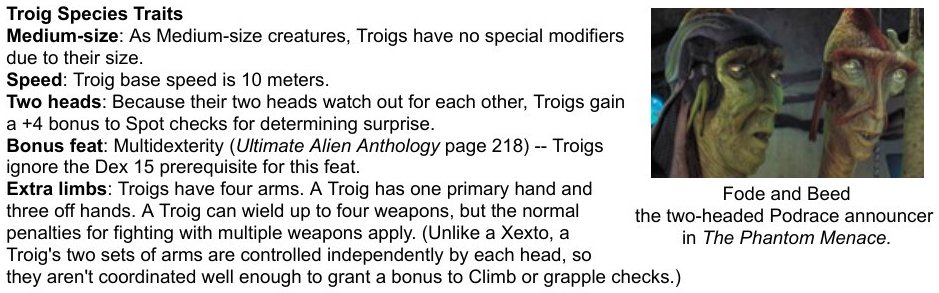 Troig Species Traits
Medium-size: As Medium-size creatures, Troigs have no special modifiers
due to their size.
Speed: Troig base speed is 10 meters.
Two heads: Because their two heads watch out for each other, Troigs gain
a +4 bonus to Spot checks for determining surprise.
Bonus feat: Multidexterity (Ultimate Alien Anthology page 218) -- Troigs
ignore the Dex 15 prerequisite for this feat.
Extra limbs: Troigs have four arms. A Troig has one primary hand and
three off hands. A Troig can wield up to four weapons, but the normal
penalties for fighting with multiple weapons apply. (Unlike a Xexto, a
Troig's two sets of arms are controlled independently by each head, so
they aren't coordinated well enough to grant a bonus to Climb or grapple checks.)
Fode and Beed
the two-headed Podrace announcer
in The Phantom Menace.